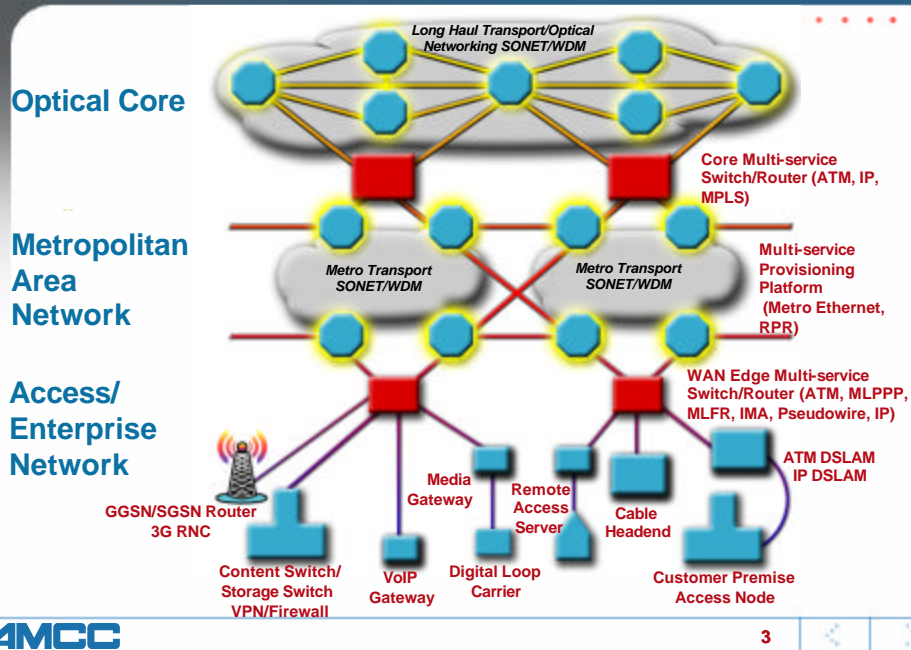 Long Haul Transport/Optical
Networking SONET/WDM
Optical Core
Core Multi-service
Switch/Router (ATM, IP,
MPLS)
Metropolitan
Area
Network
Metro Transport
SONET/WDM
Metro Transport
SONET/WDM
Multi-service
Provisioning
Platform
(Metro Ethernet,
RPR)
WAN Edge Multi-service
Switch/Router (ATM, MLPPP,
MLFR, IMA, Pseudowire, IP)
Access/
Enterprise
Network
GGSN/SGSN Router
3G RNC
Content Switch/
Storage Switch
VPN/Firewall
VoIP
Gateway
Media
Gateway
Digital Loop
Carrier
Remote
Access
Server
Cable
Headend
ATM DSLAM
IP DSLAM
Customer Premise
Access Node
AMCC
3